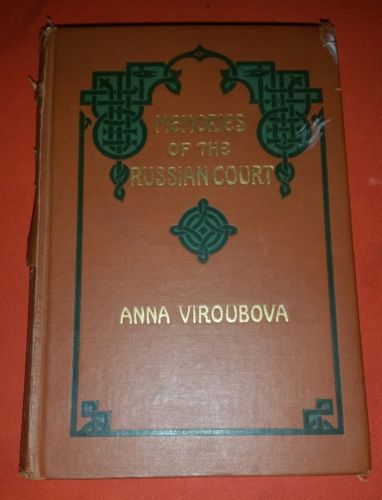 MEMORIES
OF THE
RUSSIAN COURT
ANNA VIROUBOVA